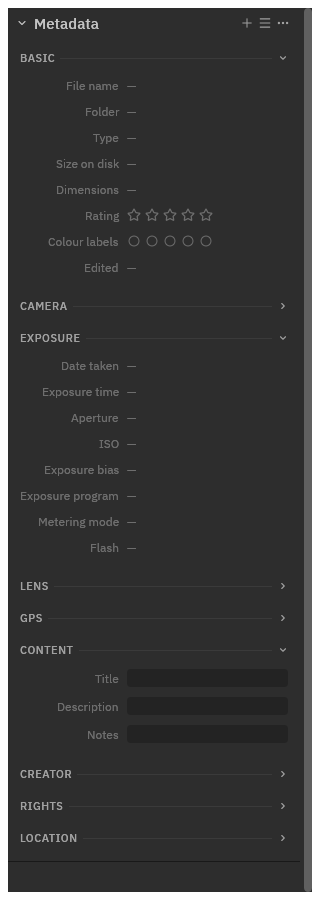 Metadata
BASIC
File name —
Folder —
Type —
Size on disk —
Dimensions —
Rating
Colour labels
Edited —
CAMERA
EXPOSURE
Date taken —
Exposure time —
Aperture —
ISO —
Exposure bias —
Exposure program —
Metering mode —
Flash —
LENS
GPS
CONTENT
Title
Description
Notes
CREATOR
RIGHTS
LOCATION